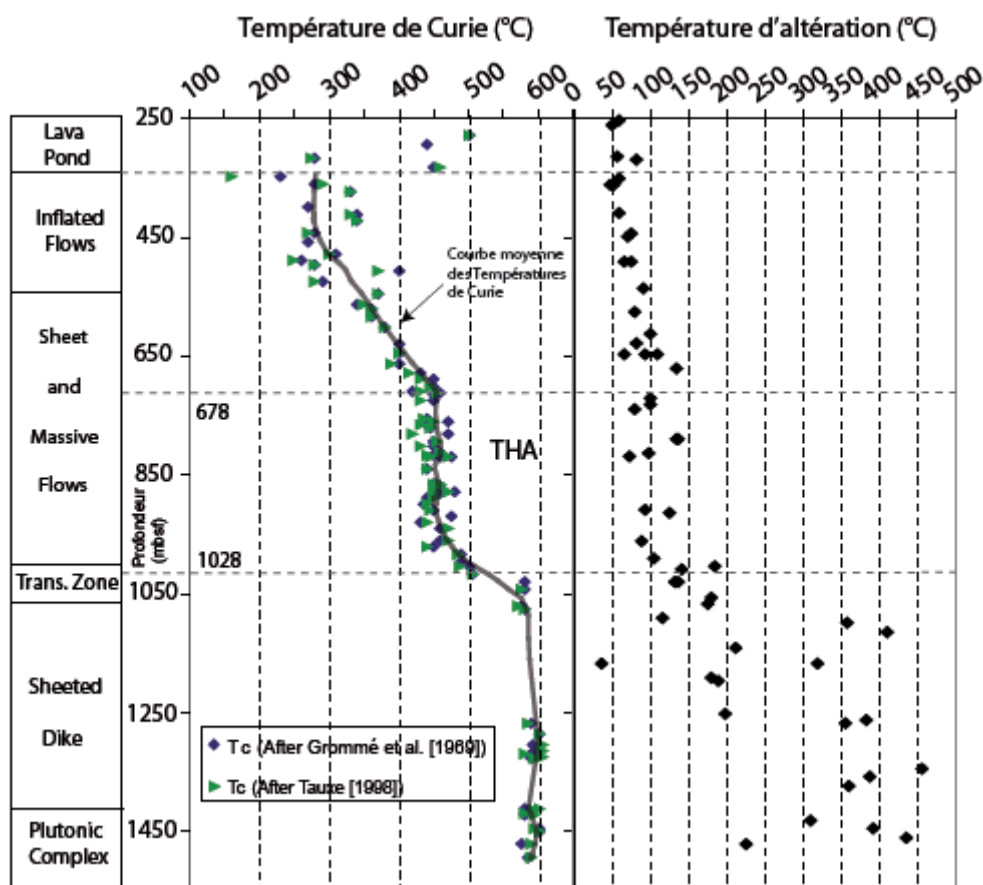 Température de Curie (°C)
Température d'altération (°C)
100 200 300 400 500 600
0 50 100 150 200 300 350 400 450 500
250
Lava
Pond
Inflated
Flows
450
Courbe moyenne
des Températures
de Curie
Sheet
and
Massive
Flows
650
678
THA
850
Profondeur
(mbsf)
1028
Trans. Zone
1050
Sheeted
Dike
1250
Tc (After Grommé et al. [1969])
Tc (After Tauxe [1998])
1450
Plutonic
Complex